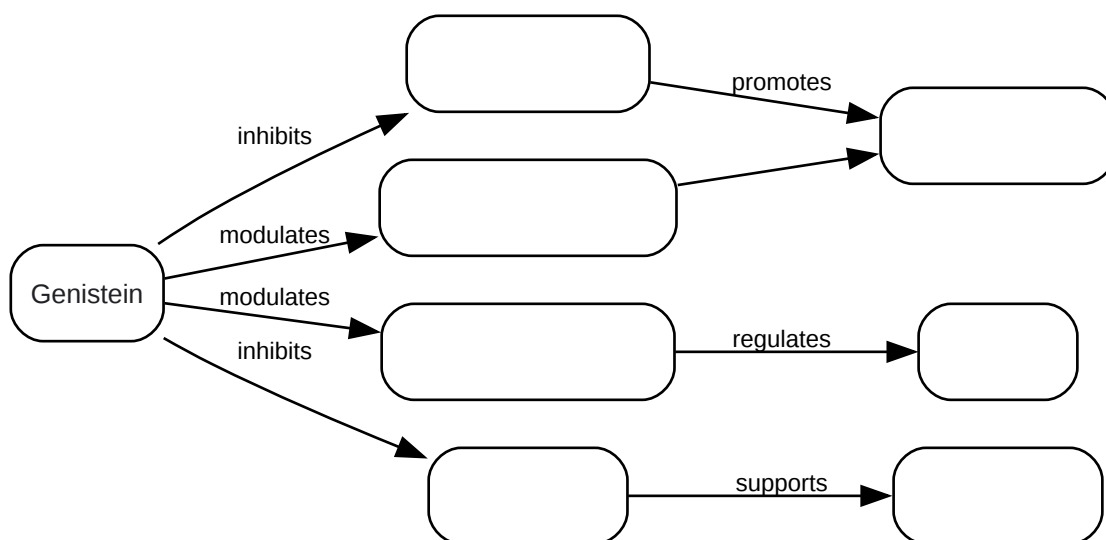 promotes
inhibits
modulates
Genistein
modulates
regulates
inhibits
supports